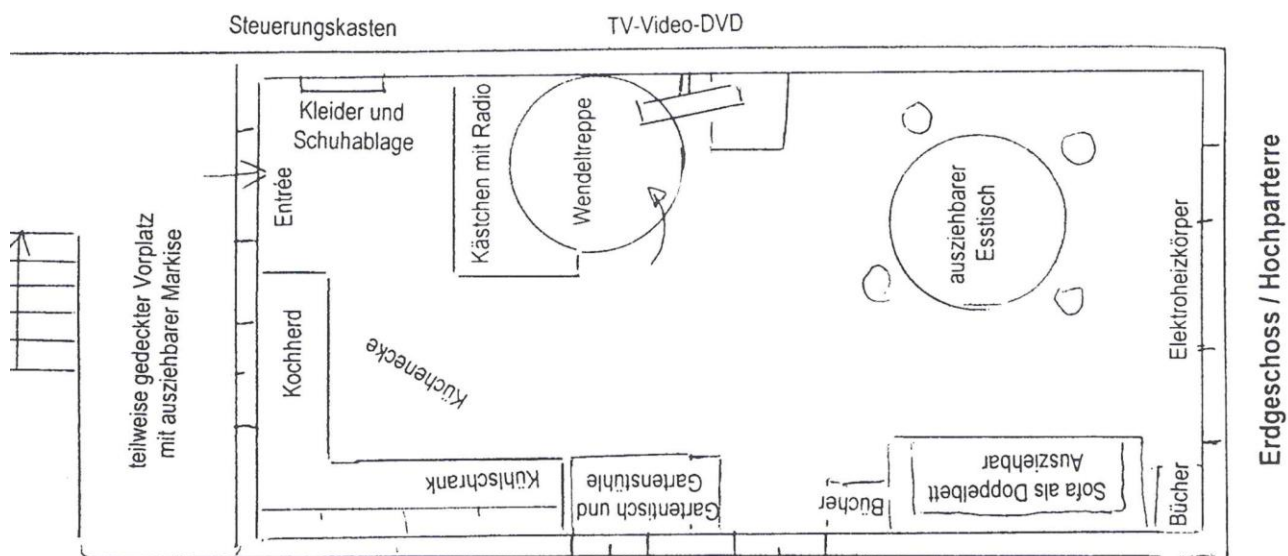 Steuerungskasten
TV-Video-DVD
Kleider und
Schuhablage
Kästchen mit Radio
Wendeltreppe
ausziehbarer
Esstisch
Entrée
Elektroheizkörper
Erdgeschoss / Hochparterre
teilweise gedeckter Vorplatz
mit ausziehbarer Markise
Kochherd
Küchenecke
Kühlschrank
Gartentisch und
Gartenstühle
Bücher
Sofa als Doppelbett
Ausziehbar
Bücher